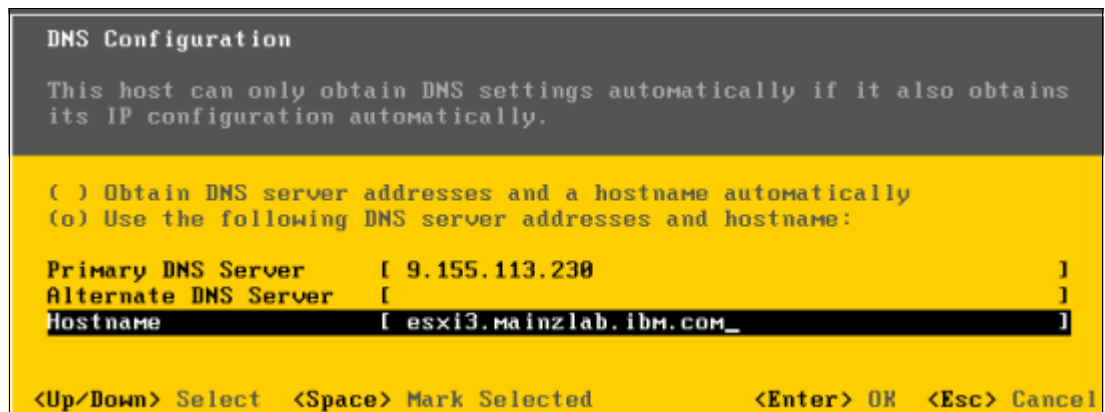 DNS Configuration
This host can only obtain DNS settings automatically if it also obtains
its IP configuration automatically.
( ) Obtain DNS server addresses and a hostname automatically
(o) Use the following DNS server addresses and hostname:
Primary DNS Server [ 9.155.113.230 ]
Alternate DNS Server [ ]
Hostname [ esxi3.mainzlab.ibm.com_ ]
<Up/Down> Select <Space> Mark Selected <Enter> OK <Esc> Cancel